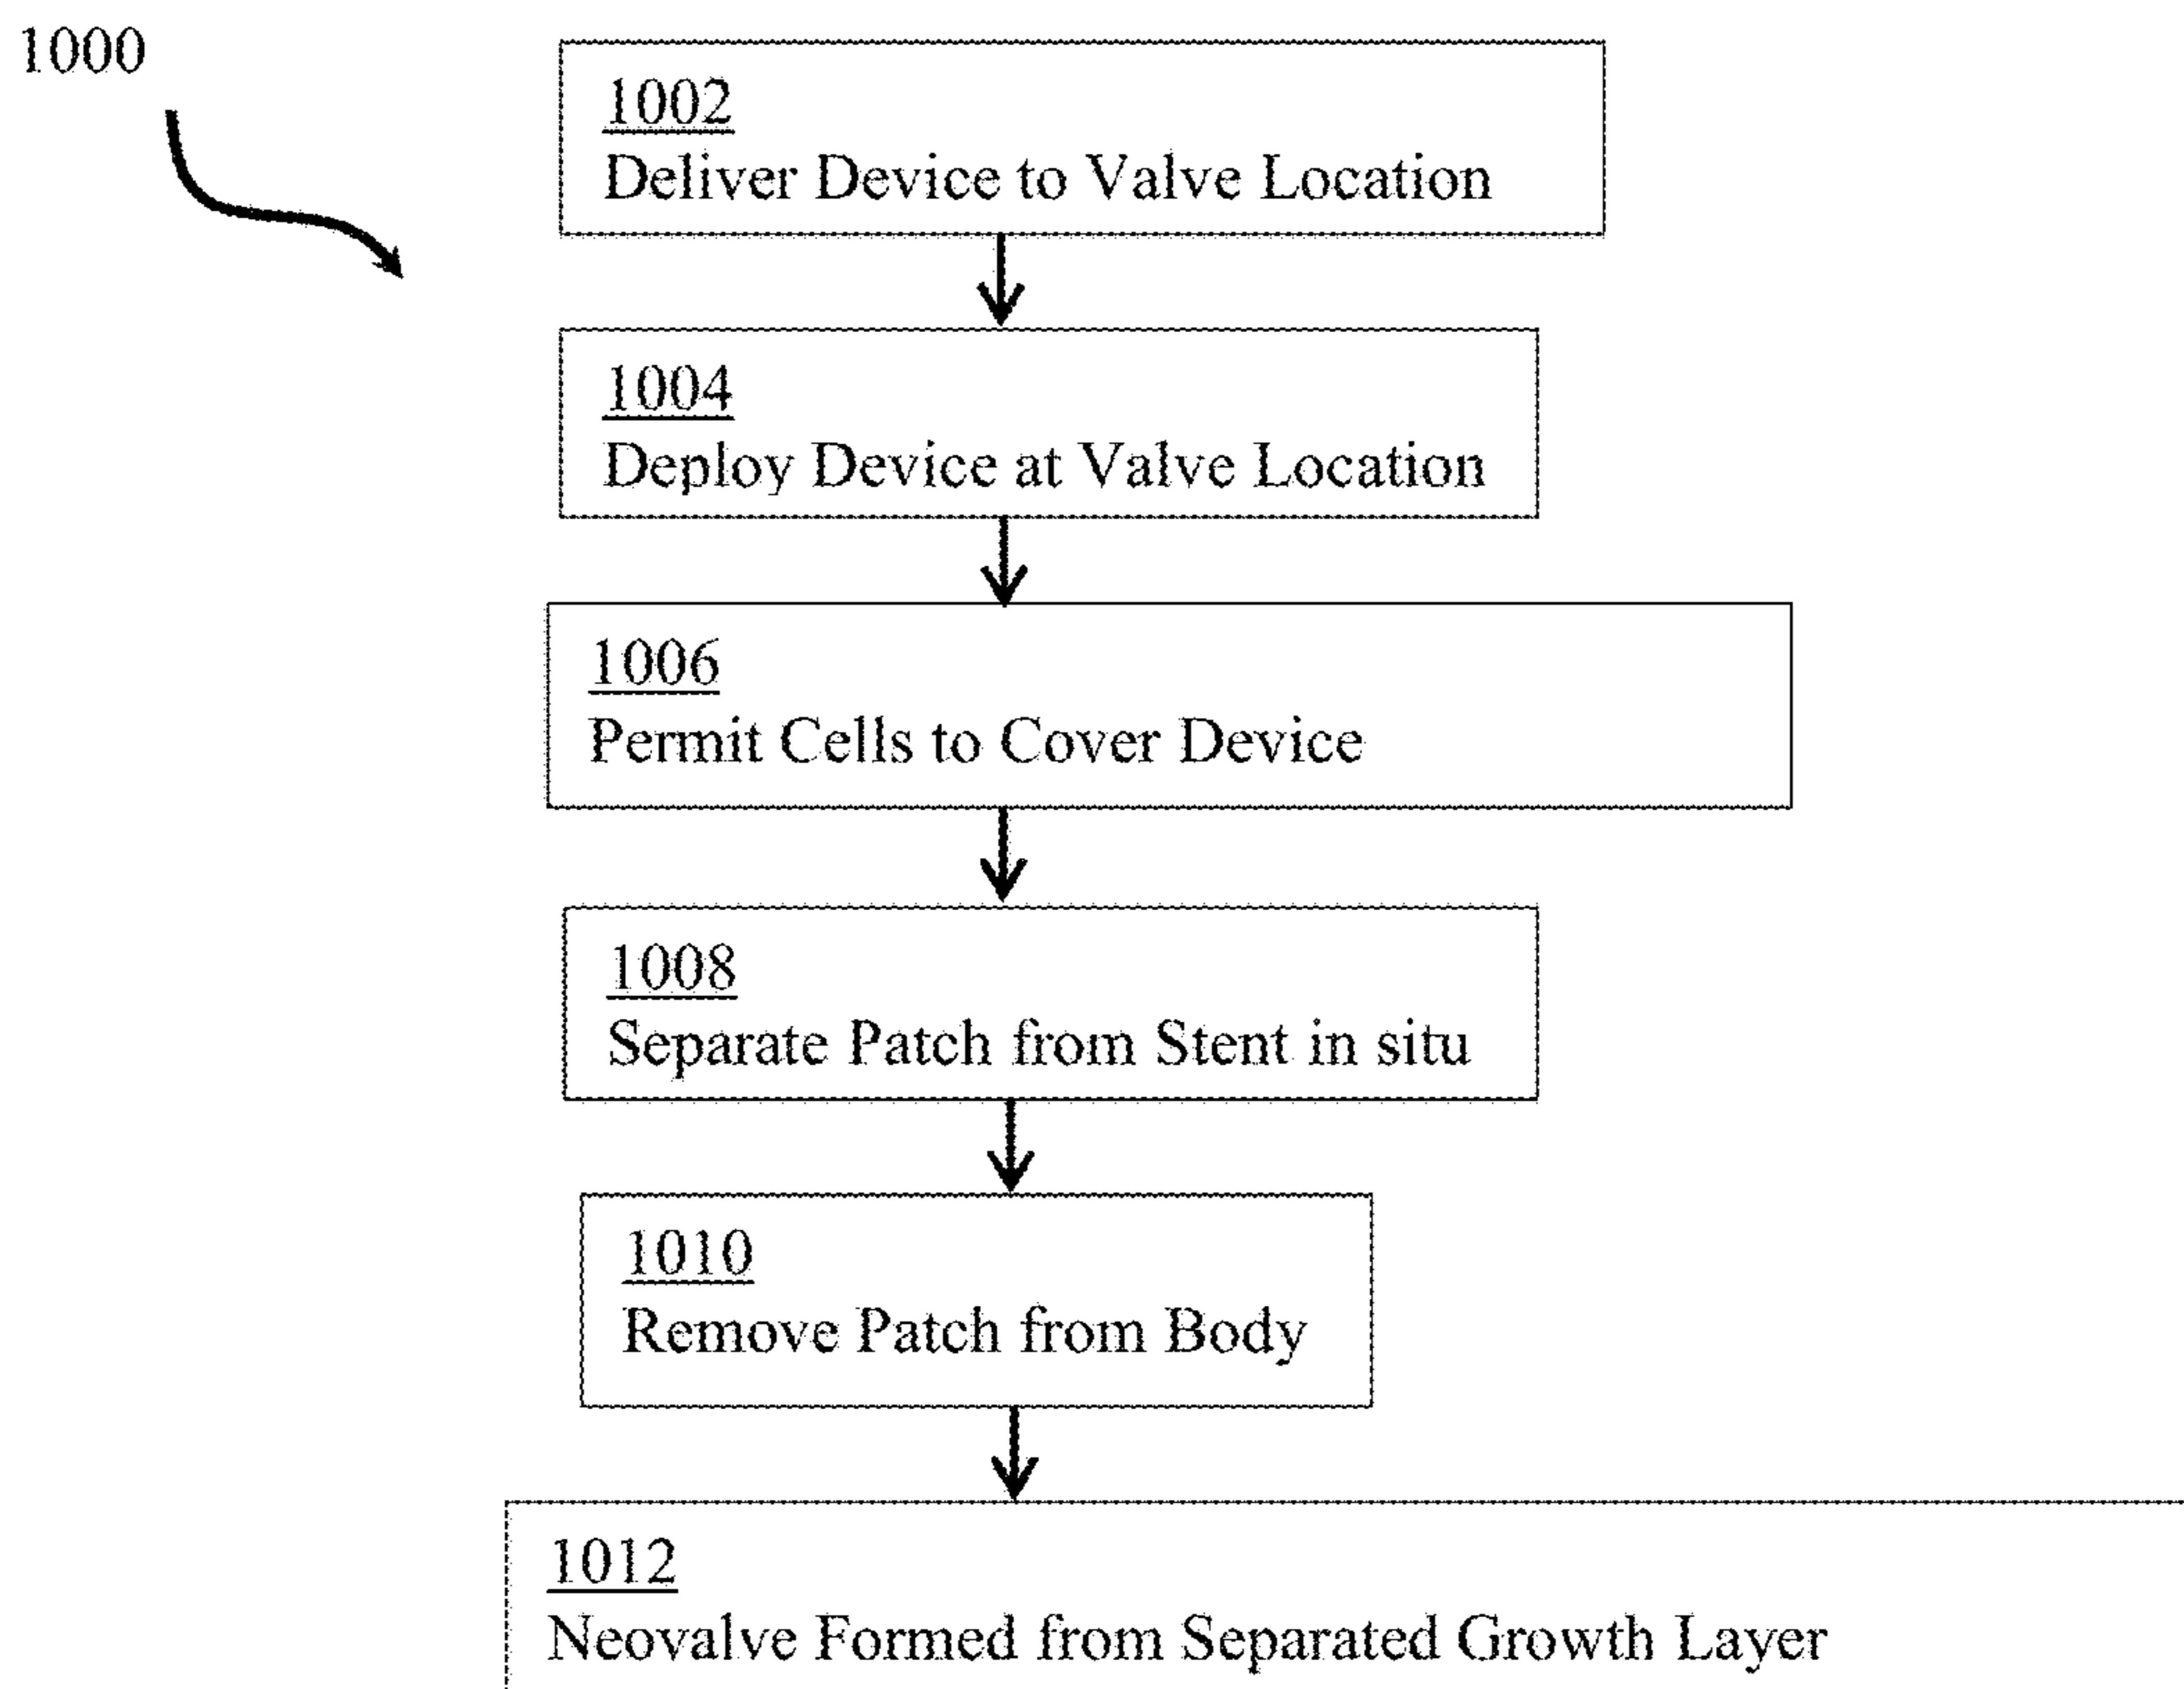 1000
1002
Deliver Device to Valve Location
1004
Deploy Device at Valve Location
1006
Permit Cells to Cover Device
1008
Separate Patch from Stent in situ
1010
Remove Patch from Body
1012
Neovalve Formed from Separated Growth Layer